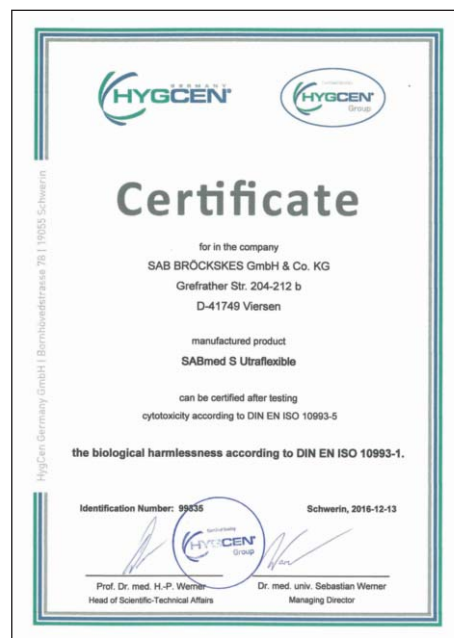 GERMANY
HYGCEN®
HYGCEN®
Group
Certificate
for in the company
SAB BRÖCKSKES GmbH & Co. KG
Grefrather Str. 204-212 b
D-41749 Viersen
manufactured product
SABmed S Utraflexible
can be certified after testing
cytotoxicity according to DIN EN ISO 10993-5
the biological harmlessness according to DIN EN ISO 10993-1.
Identification Number: 99335
Schwerin, 2016-12-13
HYGCEN®
Group
Prof. Dr. med. H.-P. Werner
Head of Scientific-Technical Affairs
Dr. med. univ. Sebastian Werner
Managing Director
HygCen Germany GmbH | Bornhövedstrasse 78 | 19055 Schwerin